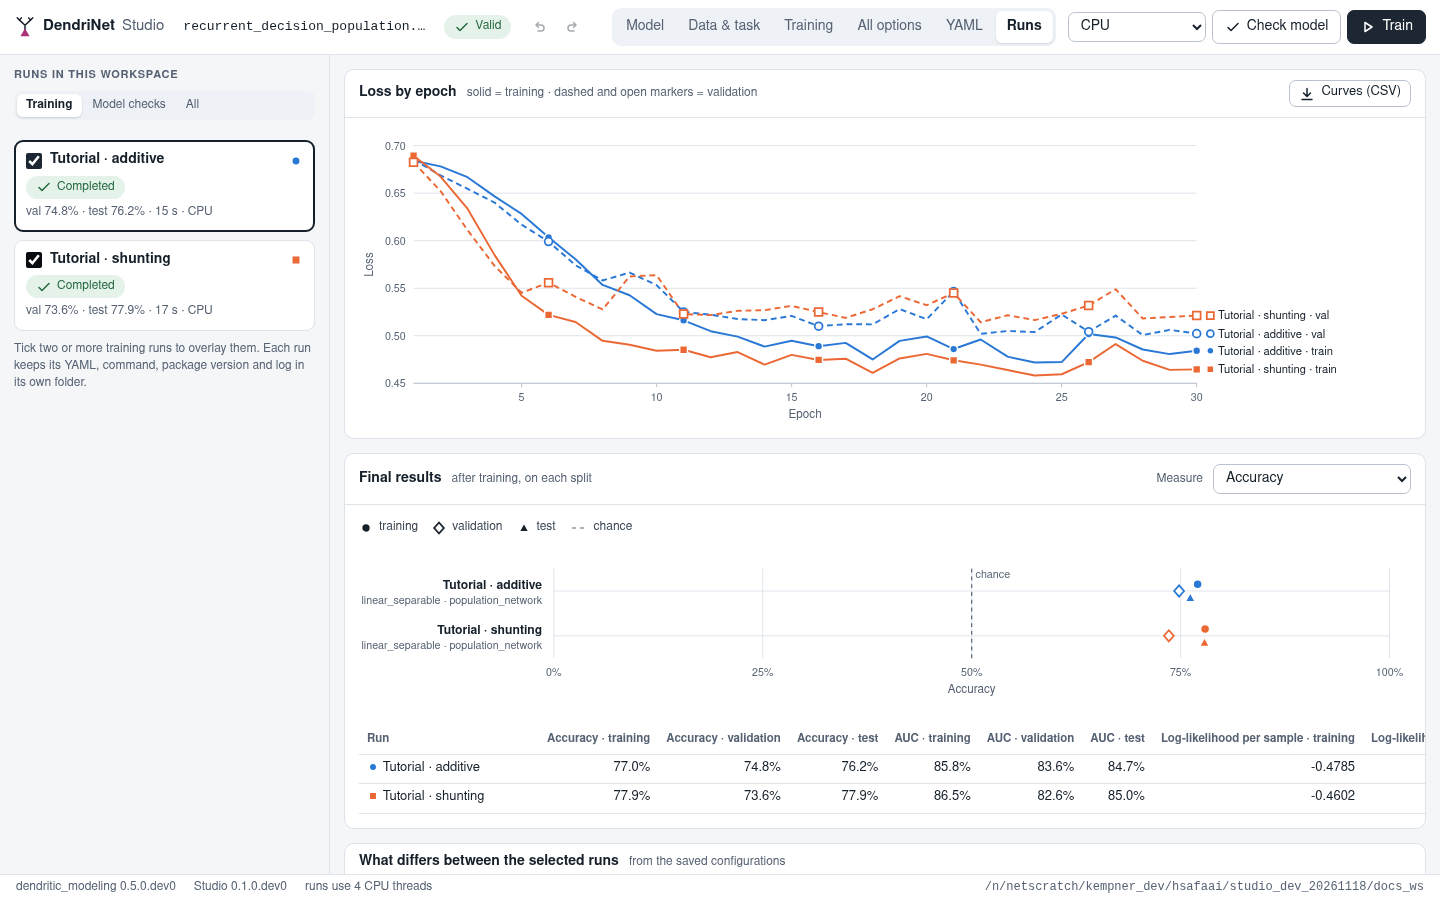 DendriNet Studio
recurrent_decision_population.…
Valid
Model Data & task Training All options YAML Runs
CPU
Check model
Train
RUNS IN THIS WORKSPACE
Training Model checks All
Tutorial · additive
Completed
val 74.8% · test 76.2% · 15 s · CPU
Tutorial · shunting
Completed
val 73.6% · test 77.9% · 17 s · CPU
Tick two or more training runs to overlay them. Each run
keeps its YAML, command, package version and log in
its own folder.
Loss by epoch solid = training · dashed and open markers = validation
Curves (CSV)
0.70
0.65
0.60
0.55
0.50
0.45
Loss
5 10 15 20 25 30
Epoch
Tutorial · shunting · val
Tutorial · additive · val
Tutorial · additive · train
Tutorial · shunting · train
Final results after training, on each split
Measure Accuracy
training validation test chance
chance
Tutorial · additive
linear_separable · population_network
Tutorial · shunting
linear_separable · population_network
0% 25% 50% 75% 100%
Accuracy
Run Accuracy · training Accuracy · validation Accuracy · test AUC · training AUC · validation AUC · test Log-likelihood per sample · training Log-likelih
Tutorial · additive 77.0% 74.8% 76.2% 85.8% 83.6% 84.7% -0.4785
Tutorial · shunting 77.9% 73.6% 77.9% 86.5% 82.6% 85.0% -0.4602
What differs between the selected runs from the saved configurations
dendritic_modeling 0.5.0.dev0 Studio 0.1.0.dev0 runs use 4 CPU threads
/n/netscratch/kempner_dev/hsafaai/studio_dev_20261118/docs_ws